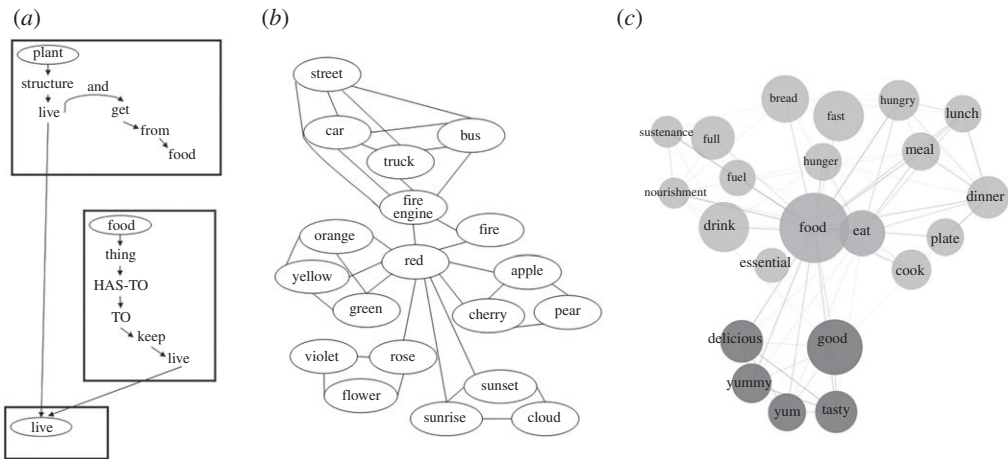 (a)
plant
structure
and
live
get
from
food
food
thing
HAS-TO
TO
keep
live
live
(b)
street
car
bus
truck
fire
engine
fire
orange
red
yellow
apple
green
cherry
pear
violet
rose
flower
sunset
sunrise
cloud
(c)
bread
hungry
fast
lunch
sustenance
full
meal
hunger
fuel
nourishment
dinner
drink
food
eat
plate
essential
cook
delicious
good
yummy
yum
tasty